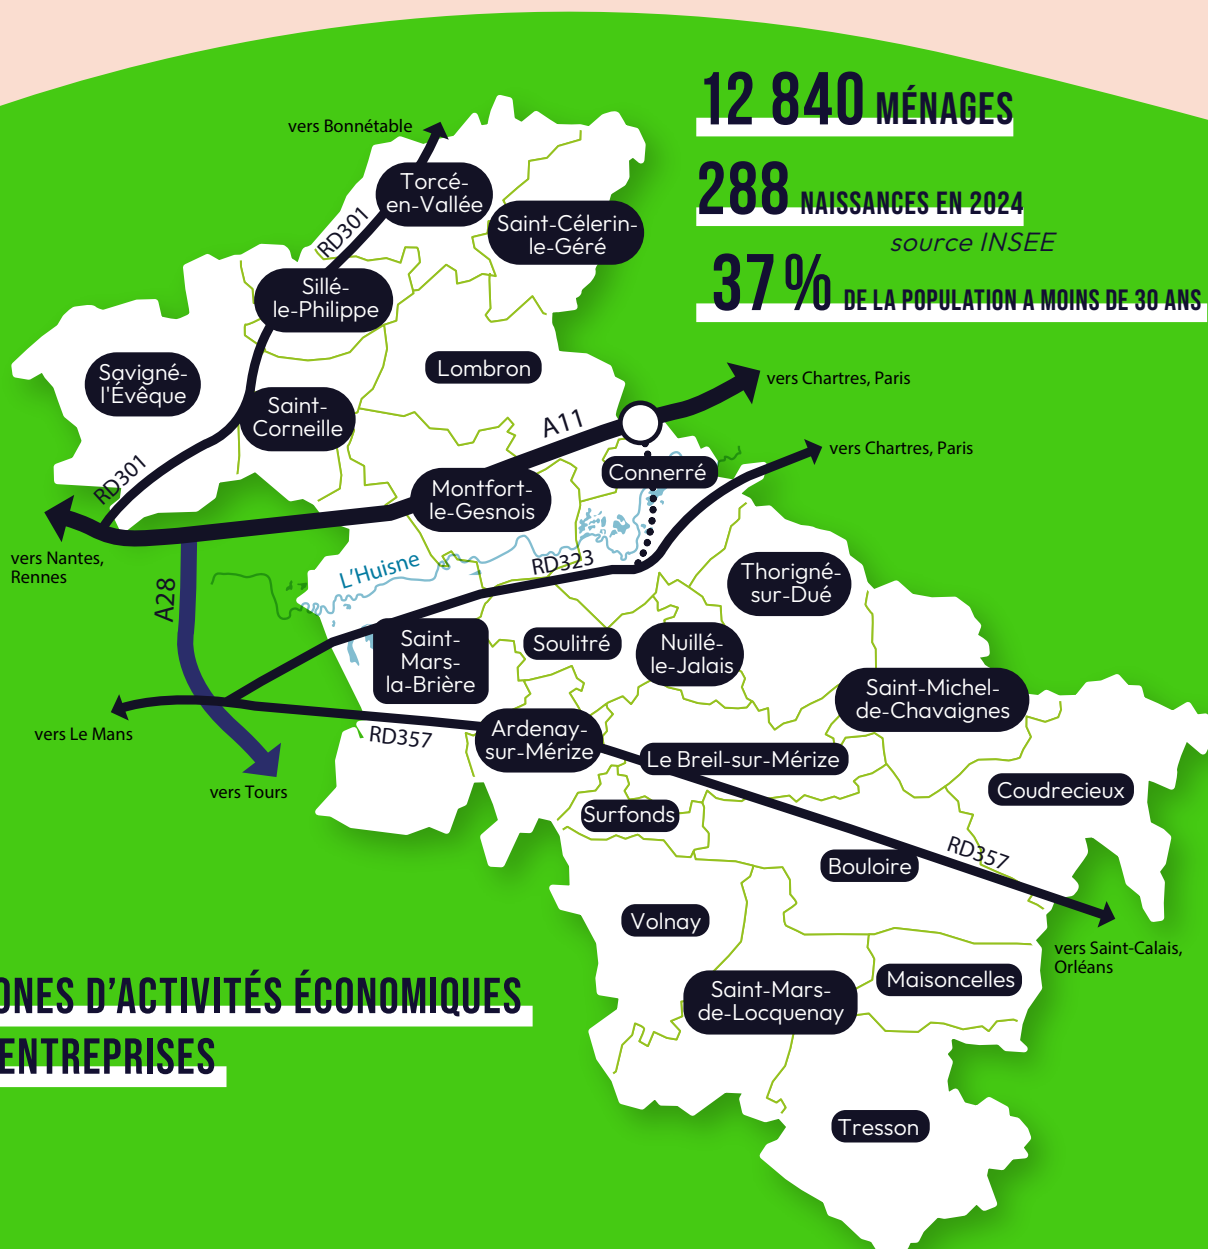 12 840 MÉNAGES
288 NAISSANCES EN 2024
source INSEE
37 % DE LA POPULATION A MOINS DE 30 ANS
vers Bonnétable
Torcé-
en-Vallée
RD301
Saint-Célerin-
le-Géré
Sillé-
le-Philippe
Savigné-
l'Évêque
Lombron
Saint-
Corneille
vers Chartres, Paris
A11
vers Chartres, Paris
Connerré
RD301
Montfort-
le-Gesnois
vers Nantes,
Rennes
L'Huisne
RD323
A28
Thorigné-
sur-Dué
Saint-
Mars-
la-Brière
Soulitré
Nuillé-
le-Jalais
Saint-Michel-
de-Chavaignes
vers Le Mans
RD357
Ardenay-
sur-Mérize
Le Breil-sur-Mérize
vers Tours
Coudrecieux
Surfonds
Bouloire
RD357
Volnay
vers Saint-Calais,
Orléans
Saint-Mars-
de-Locquenay
Maisoncelles
ONES D'ACTIVITÉS ÉCONOMIQUES
ENTREPRISES
Tresson